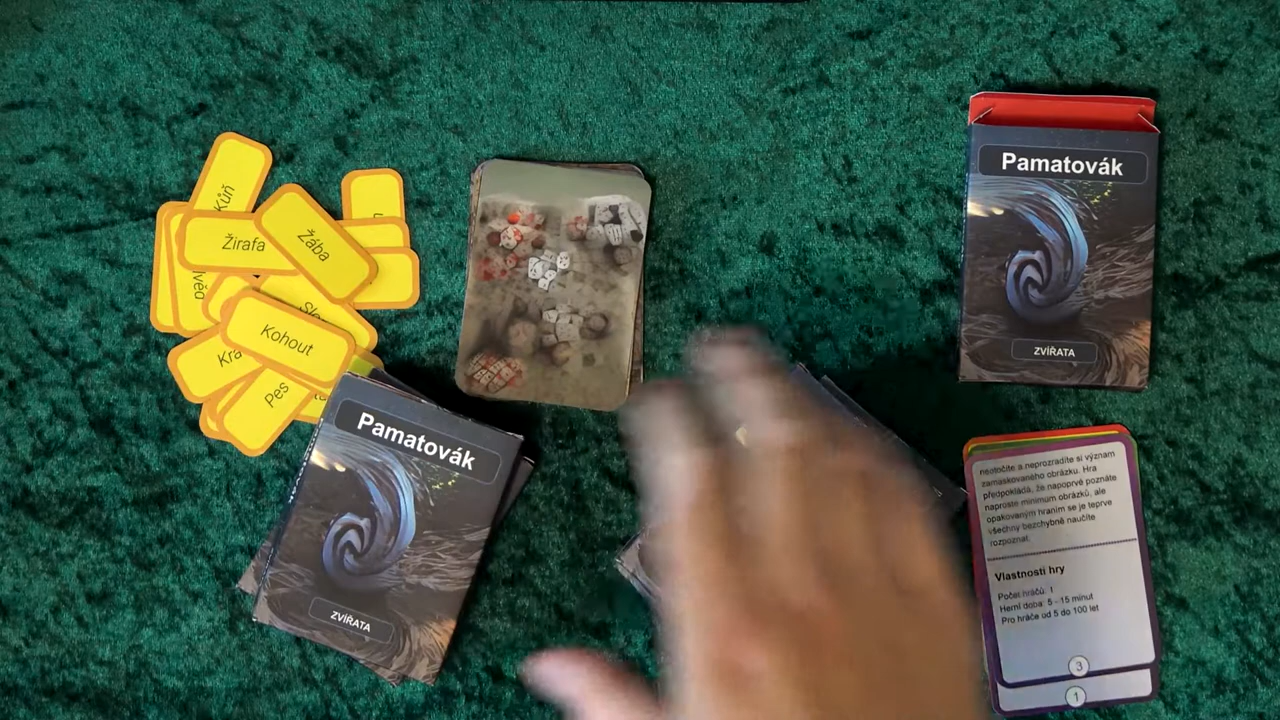 Kůň
Žirafa
Žába
Kohout
Pes
Pamatovák
ZVÍŘATA
Pamatovák
ZVÍŘATA
neotočíte a neprozradíte si význam
zamaskovaného obrázku. Hra
předpokládá, že napoprvé poznáte
naprosté minimum obrázků, ale
opakovaným hraním se je teprve
všechny bezchybně naučíte
rozpoznat.
Vlastnosti hry
Počet hráčů: 1
Herní doba: 5 - 15 minut
Pro hráče od 5 do 100 let
3
1